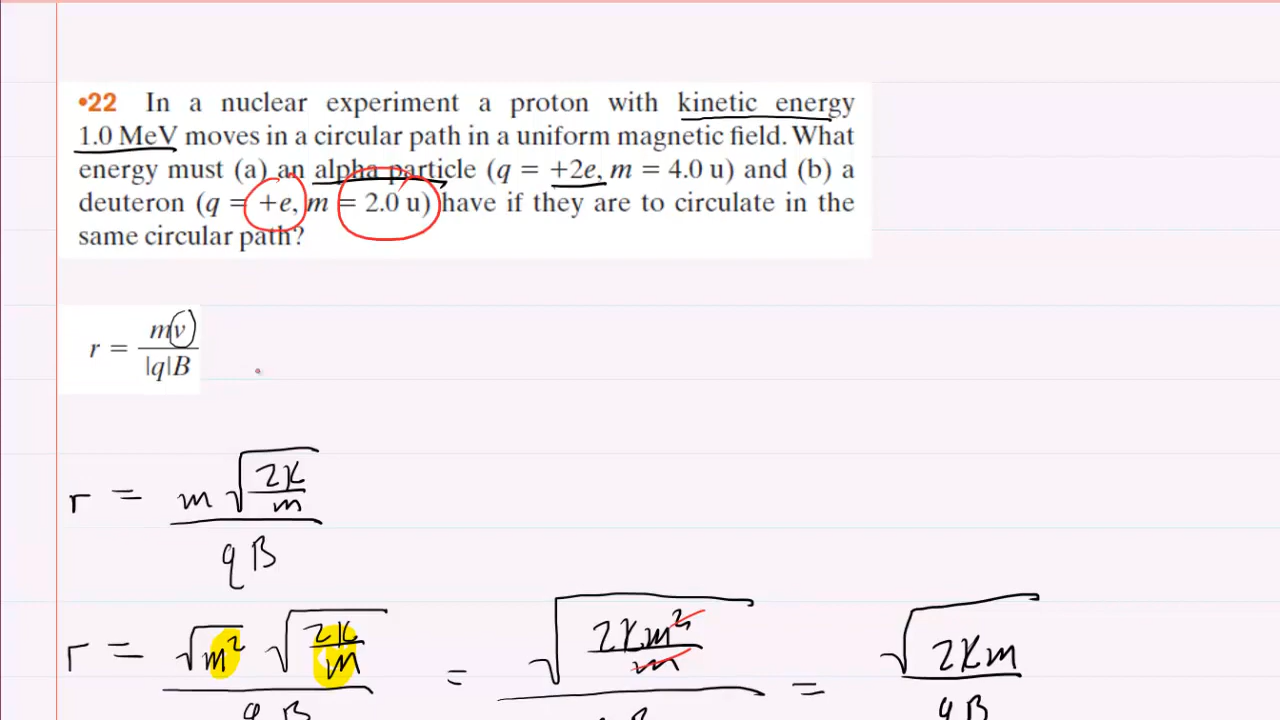 •22 In a nuclear experiment a proton with kinetic energy
1.0 MeV moves in a circular path in a uniform magnetic field. What
energy must (a) an alpha particle (q = +2e, m = 4.0 u) and (b) a
deuteron (q = +e, m = 2.0 u) have if they are to circulate in the
same circular path?
r = mv / |q|B
r = m √(2K/m) / qB
r = √m² √(2K/m) / qB = √(2Km²/m) / qB = √(2Km) / qB